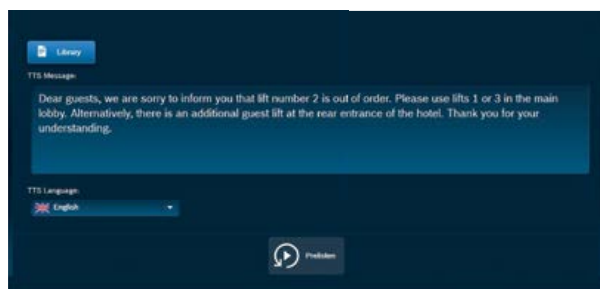 Library
TTS Message:
Dear guests, we are sorry to inform you that lift number 2 is out of order. Please use lifts 1 or 3 in the main
lobby. Alternatively, there is an additional guest lift at the rear entrance of the hotel. Thank you for your
understanding.
TTS Language:
English
Prelisten